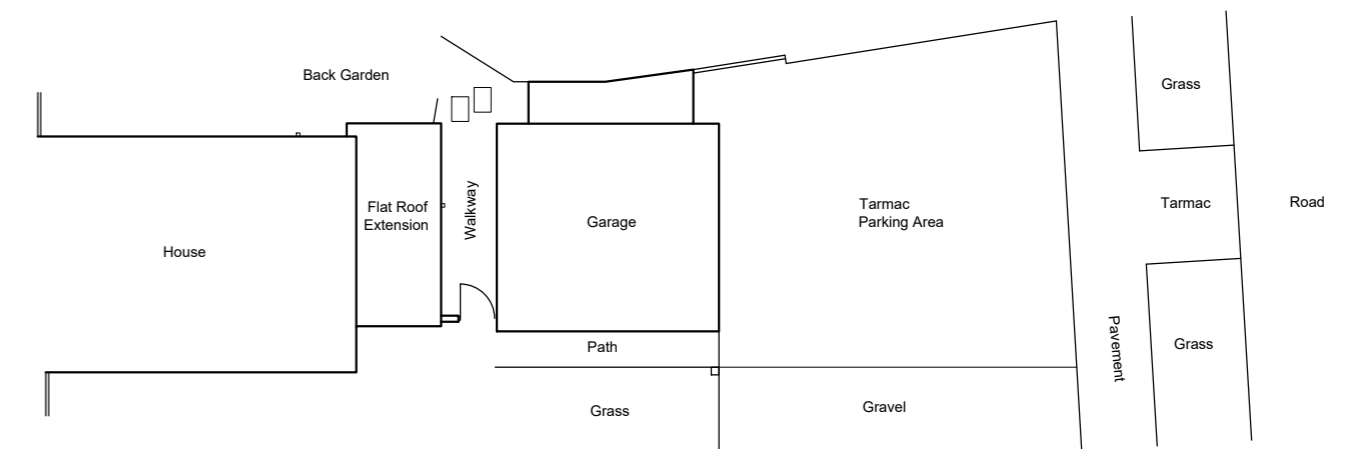 Back Garden
Grass
Flat Roof
Extension
Walkway
Garage
Tarmac
Parking Area
Tarmac
Road
House
Path
Pavement
Grass
Grass
Gravel